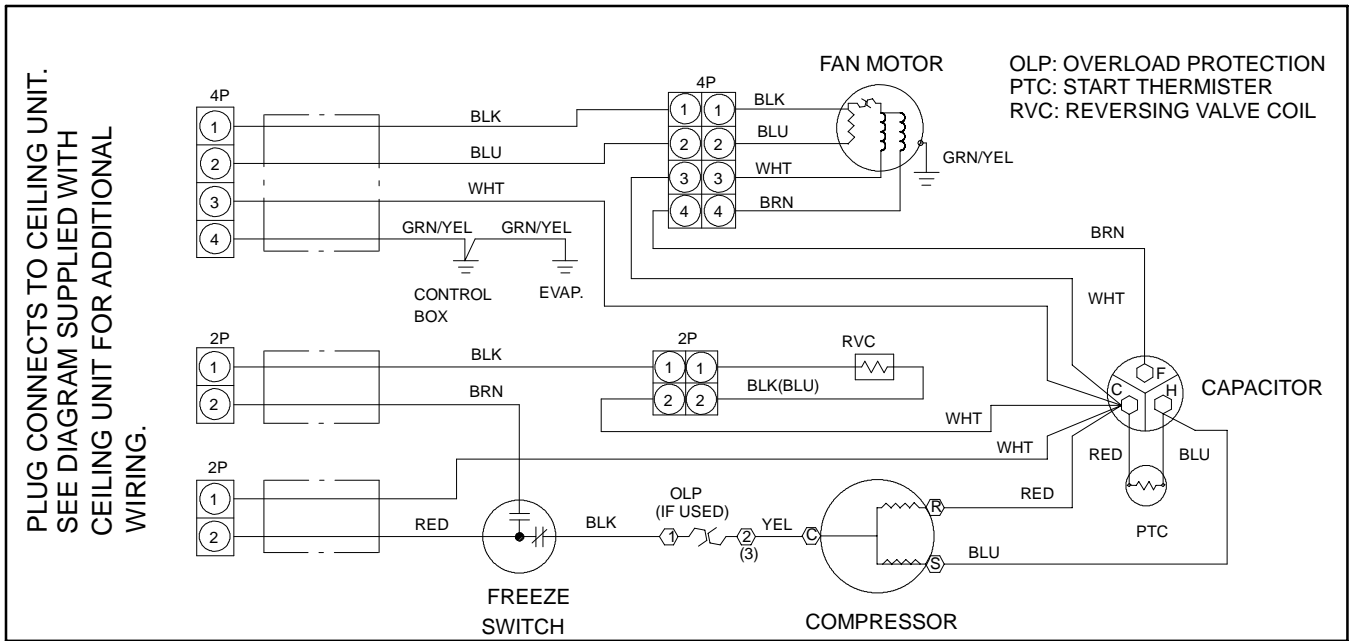 PLUG CONNECTS TO CEILING UNIT.
SEE DIAGRAM SUPPLIED WITH
CEILING UNIT FOR ADDITIONAL
WIRING.
FAN MOTOR
OLP: OVERLOAD PROTECTION
PTC: START THERMISTER
RVC: REVERSING VALVE COIL
4P
1
2
3
4
BLK
BLU
WHT
GRN/YEL
GRN/YEL
CONTROL
BOX
EVAP.
4P
1 1
2 2
3 3
4 4
BLK
BLU
WHT
BRN
GRN/YEL
BRN
WHT
2P
1
2
BLK
BRN
2P
1 1
2 2
RVC
BLK(BLU)
WHT
WHT
F
C
H
CAPACITOR
RED
BLU
PTC
2P
1
2
RED
FREEZE
SWITCH
BLK
OLP
(IF USED)
1
2
(3)
YEL
C
R
S
RED
BLU
COMPRESSOR